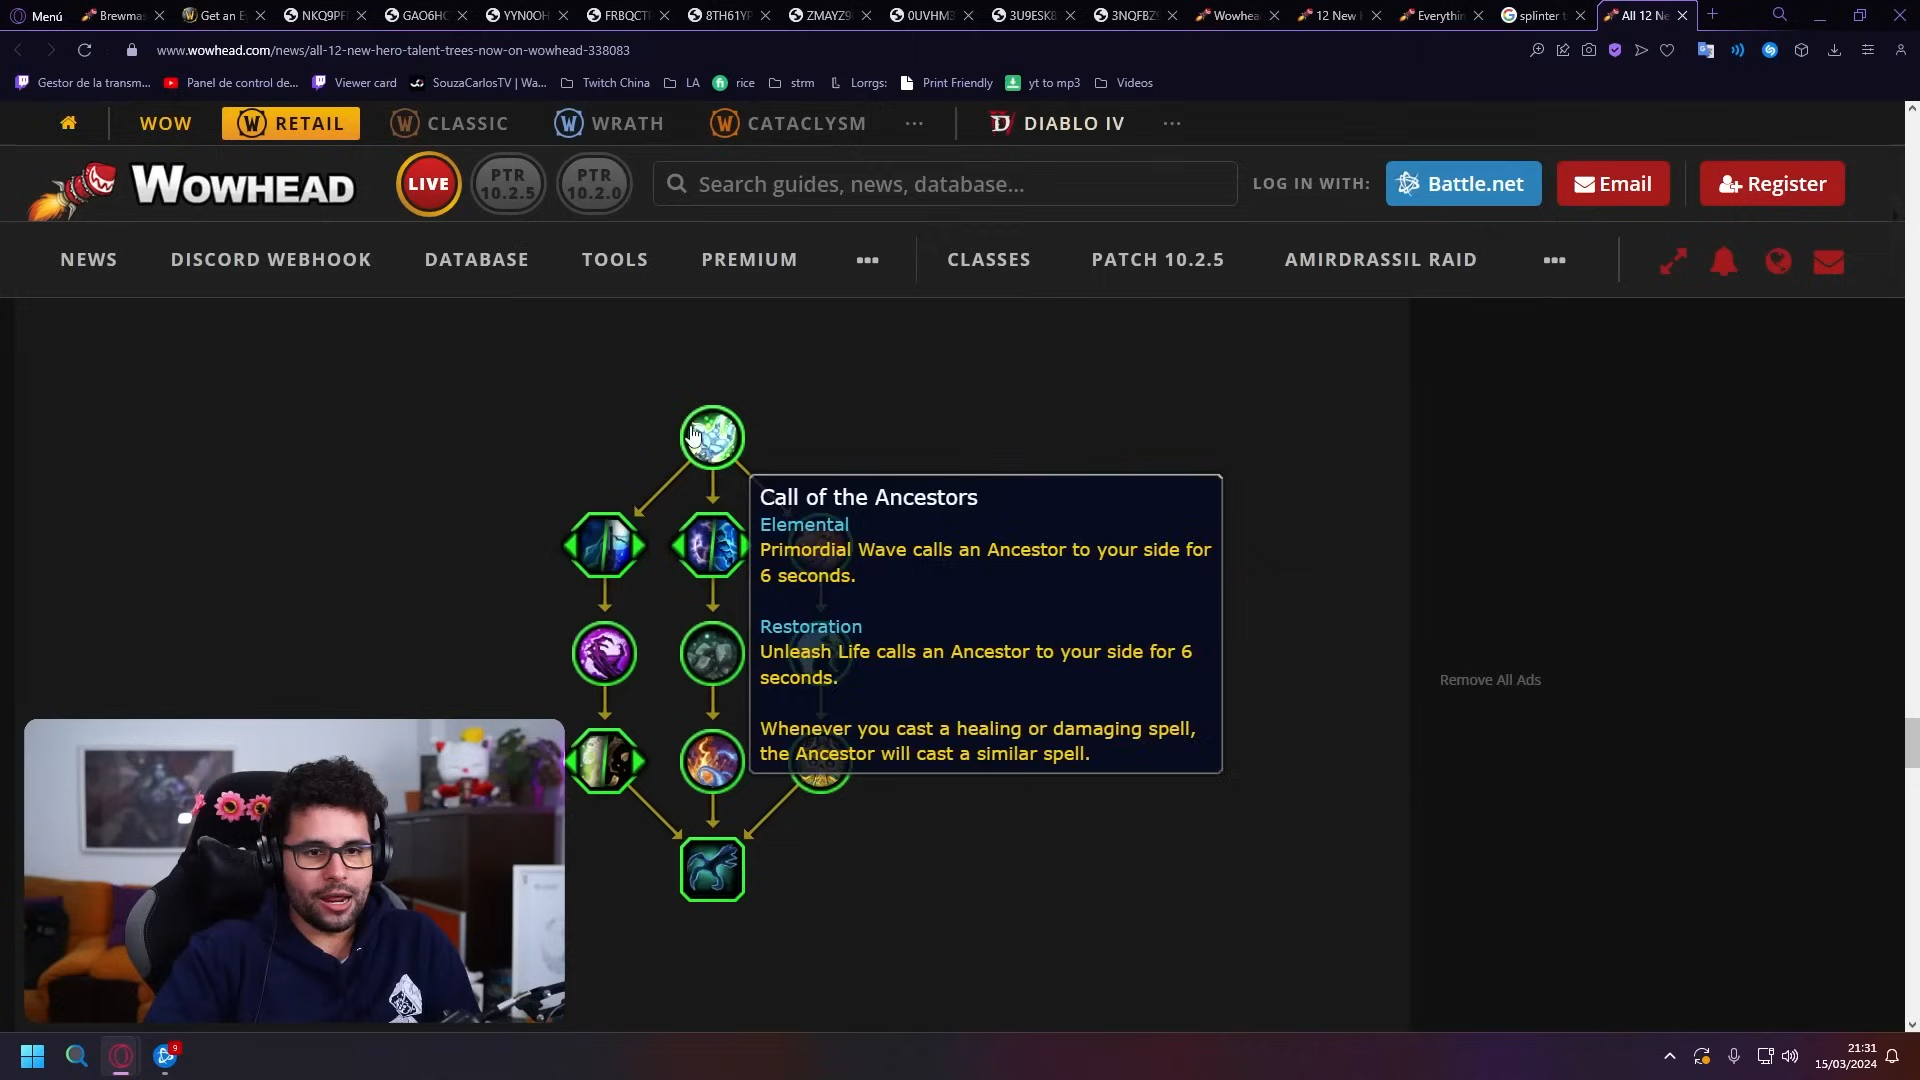 Menú
Brewmas
Get an E
NKQ9PF
GAO6HC
YYN0OH
FRBQCT
8TH61YP
ZMAYZ9
0UVHM3
3U9ESK8
3NQFBZ
Wowhea
12 New
Everythin
splinter t
All 12 Ne
www.wowhead.com/news/all-12-new-hero-talent-trees-now-on-wowhead-338083
Gestor de la transm...
Panel de control de...
Viewer card
SouzaCarlosTV | Wa...
Twitch China
LA
rice
strm
Lorrgs:
Print Friendly
yt to mp3
Videos
WOW
RETAIL
CLASSIC
WRATH
CATACLYSM
...
DIABLO IV
...
WOWHEAD
LIVE
PTR
10.2.5
PTR
10.2.0
Search guides, news, database...
LOG IN WITH:
Battle.net
Email
Register
NEWS
DISCORD WEBHOOK
DATABASE
TOOLS
PREMIUM
...
CLASSES
PATCH 10.2.5
AMIRDRASSIL RAID
...
Call of the Ancestors
Elemental
Primordial Wave calls an Ancestor to your side for
6 seconds.
Restoration
Unleash Life calls an Ancestor to your side for 6
seconds.
Whenever you cast a healing or damaging spell,
the Ancestor will cast a similar spell.
Remove All Ads
9
21:31
15/03/2024